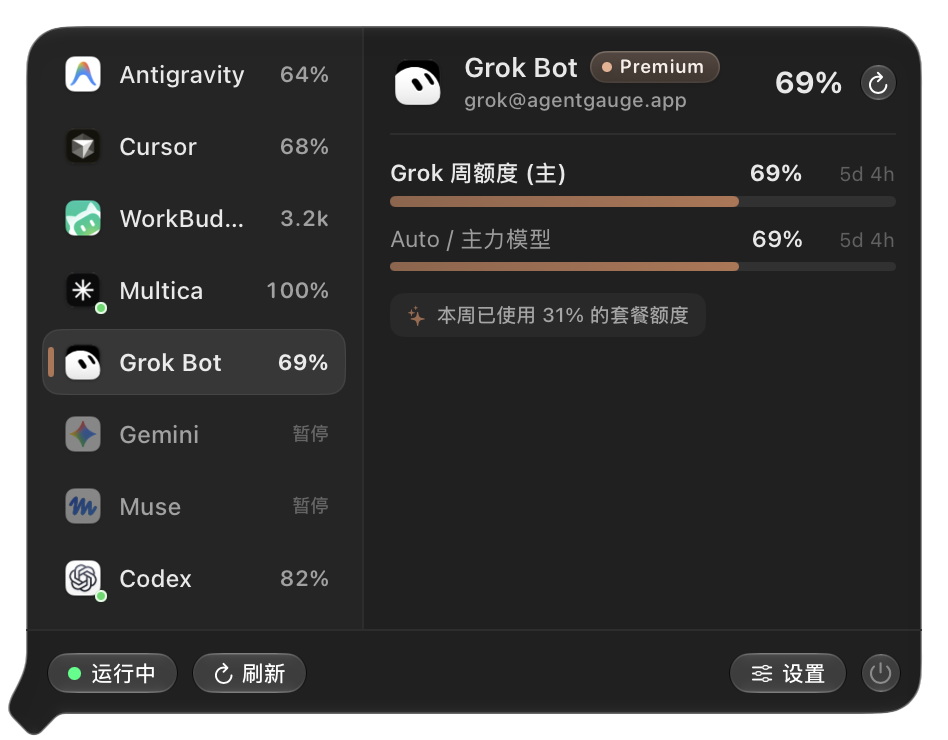 Antigravity 64%
Cursor 68%
WorkBud... 3.2k
Multica 100%
Grok Bot 69%
Gemini 暂停
Muse 暂停
Codex 82%
Grok Bot Premium 69%
grok@agentgauge.app
Grok 周额度 (主) 69% 5d 4h
Auto / 主力模型 69% 5d 4h
本周已使用 31% 的套餐额度
运行中 刷新 设置